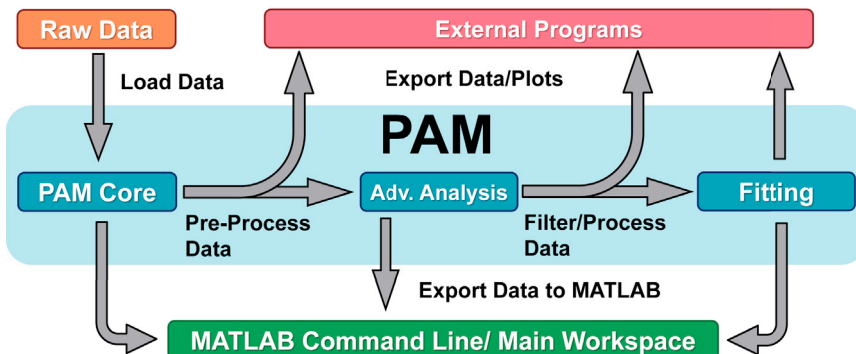 Raw Data
External Programs
Load Data
Export Data/Plots
PAM
PAM Core
Adv. Analysis
Fitting
Pre-Process
Data
Filter/Process
Data
Export Data to MATLAB
MATLAB Command Line/ Main Workspace